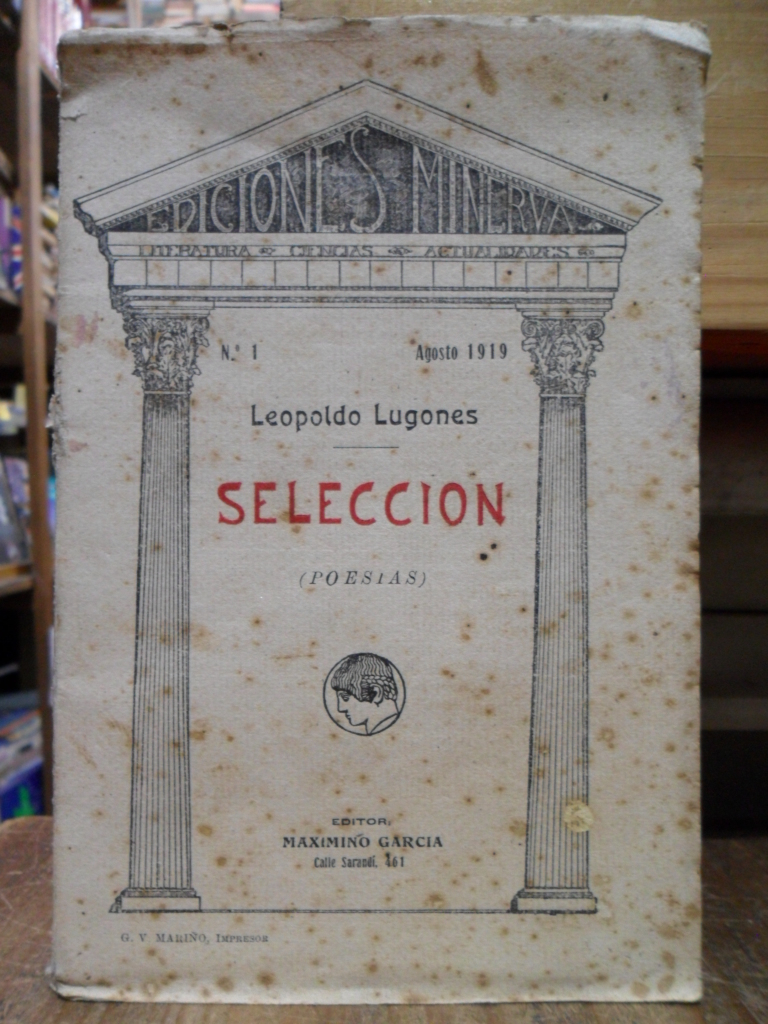 EDICIONES MINERVA
LITERATURA CIENCIAS ACTUALIDADES
N.º 1 Agosto 1919
Leopoldo Lugones
SELECCION
(POESIAS)
EDITOR:
MAXIMINO GARCIA
Calle Sarandí, 461
G. V. MARIÑO, IMPRESOR